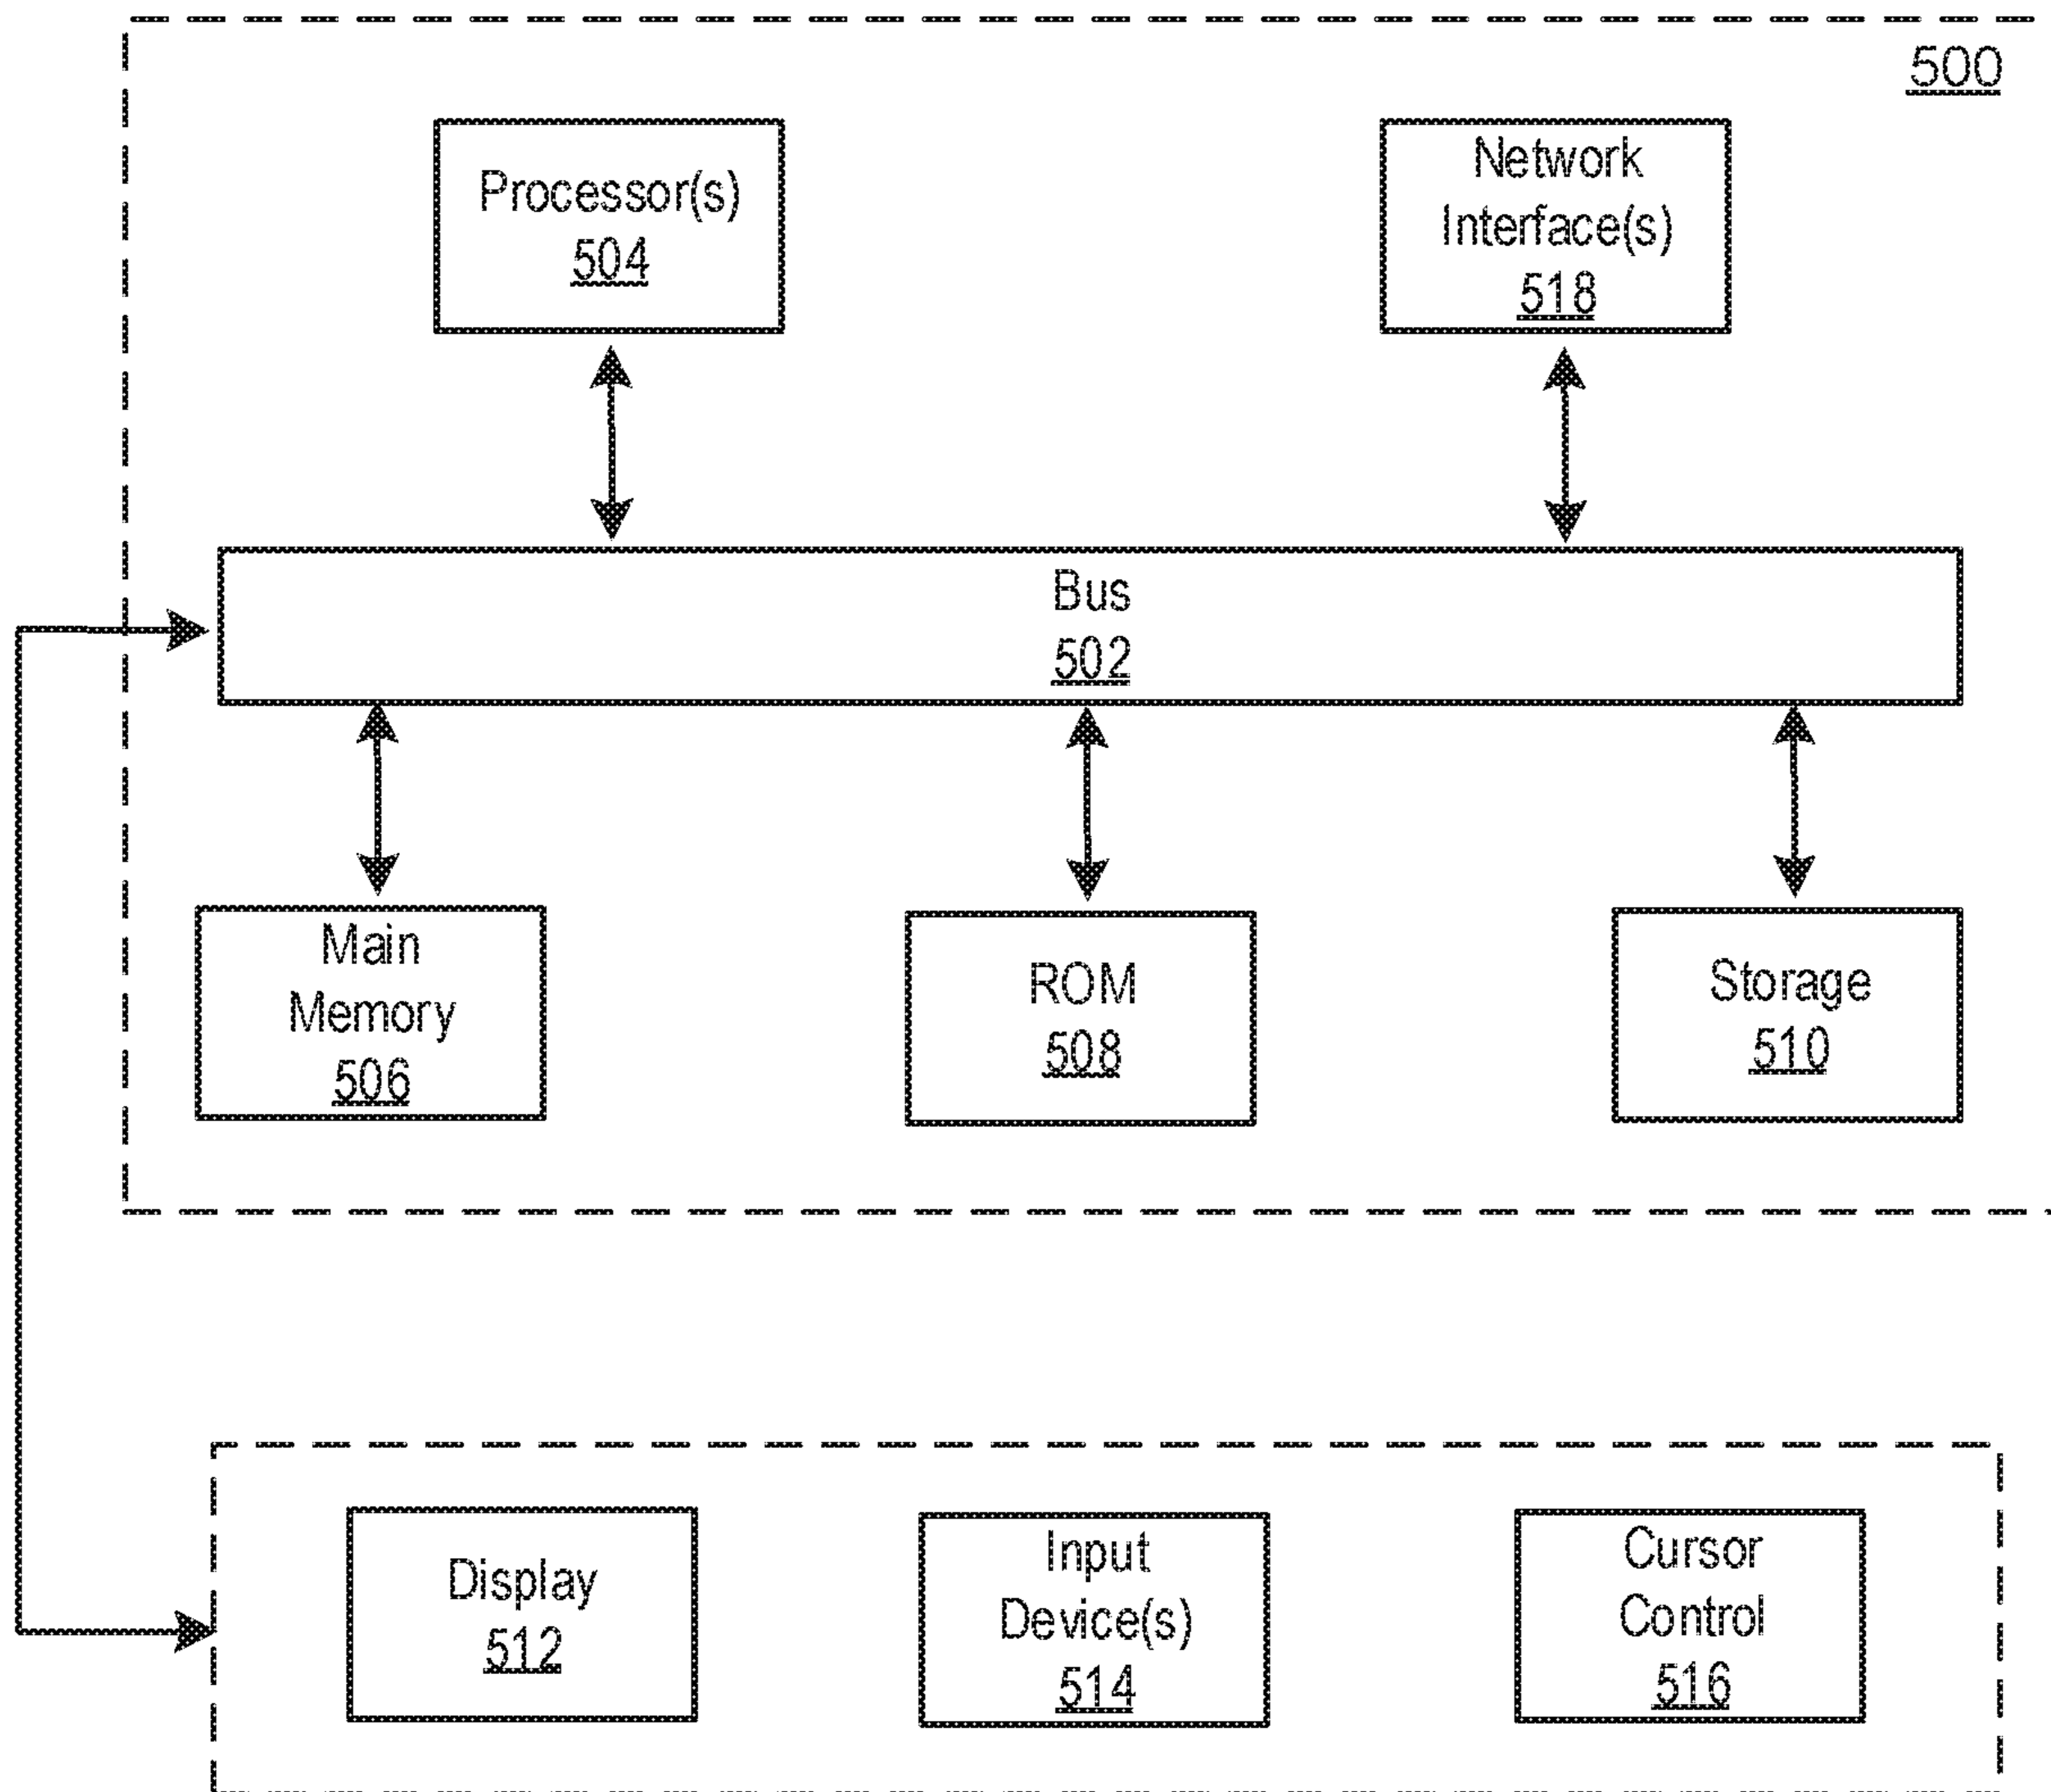 500
Processor(s)
504
Network
Interface(s)
518
Bus
502
Main
Memory
506
ROM
508
Storage
510
Display
512
Input
Device(s)
514
Cursor
Control
516